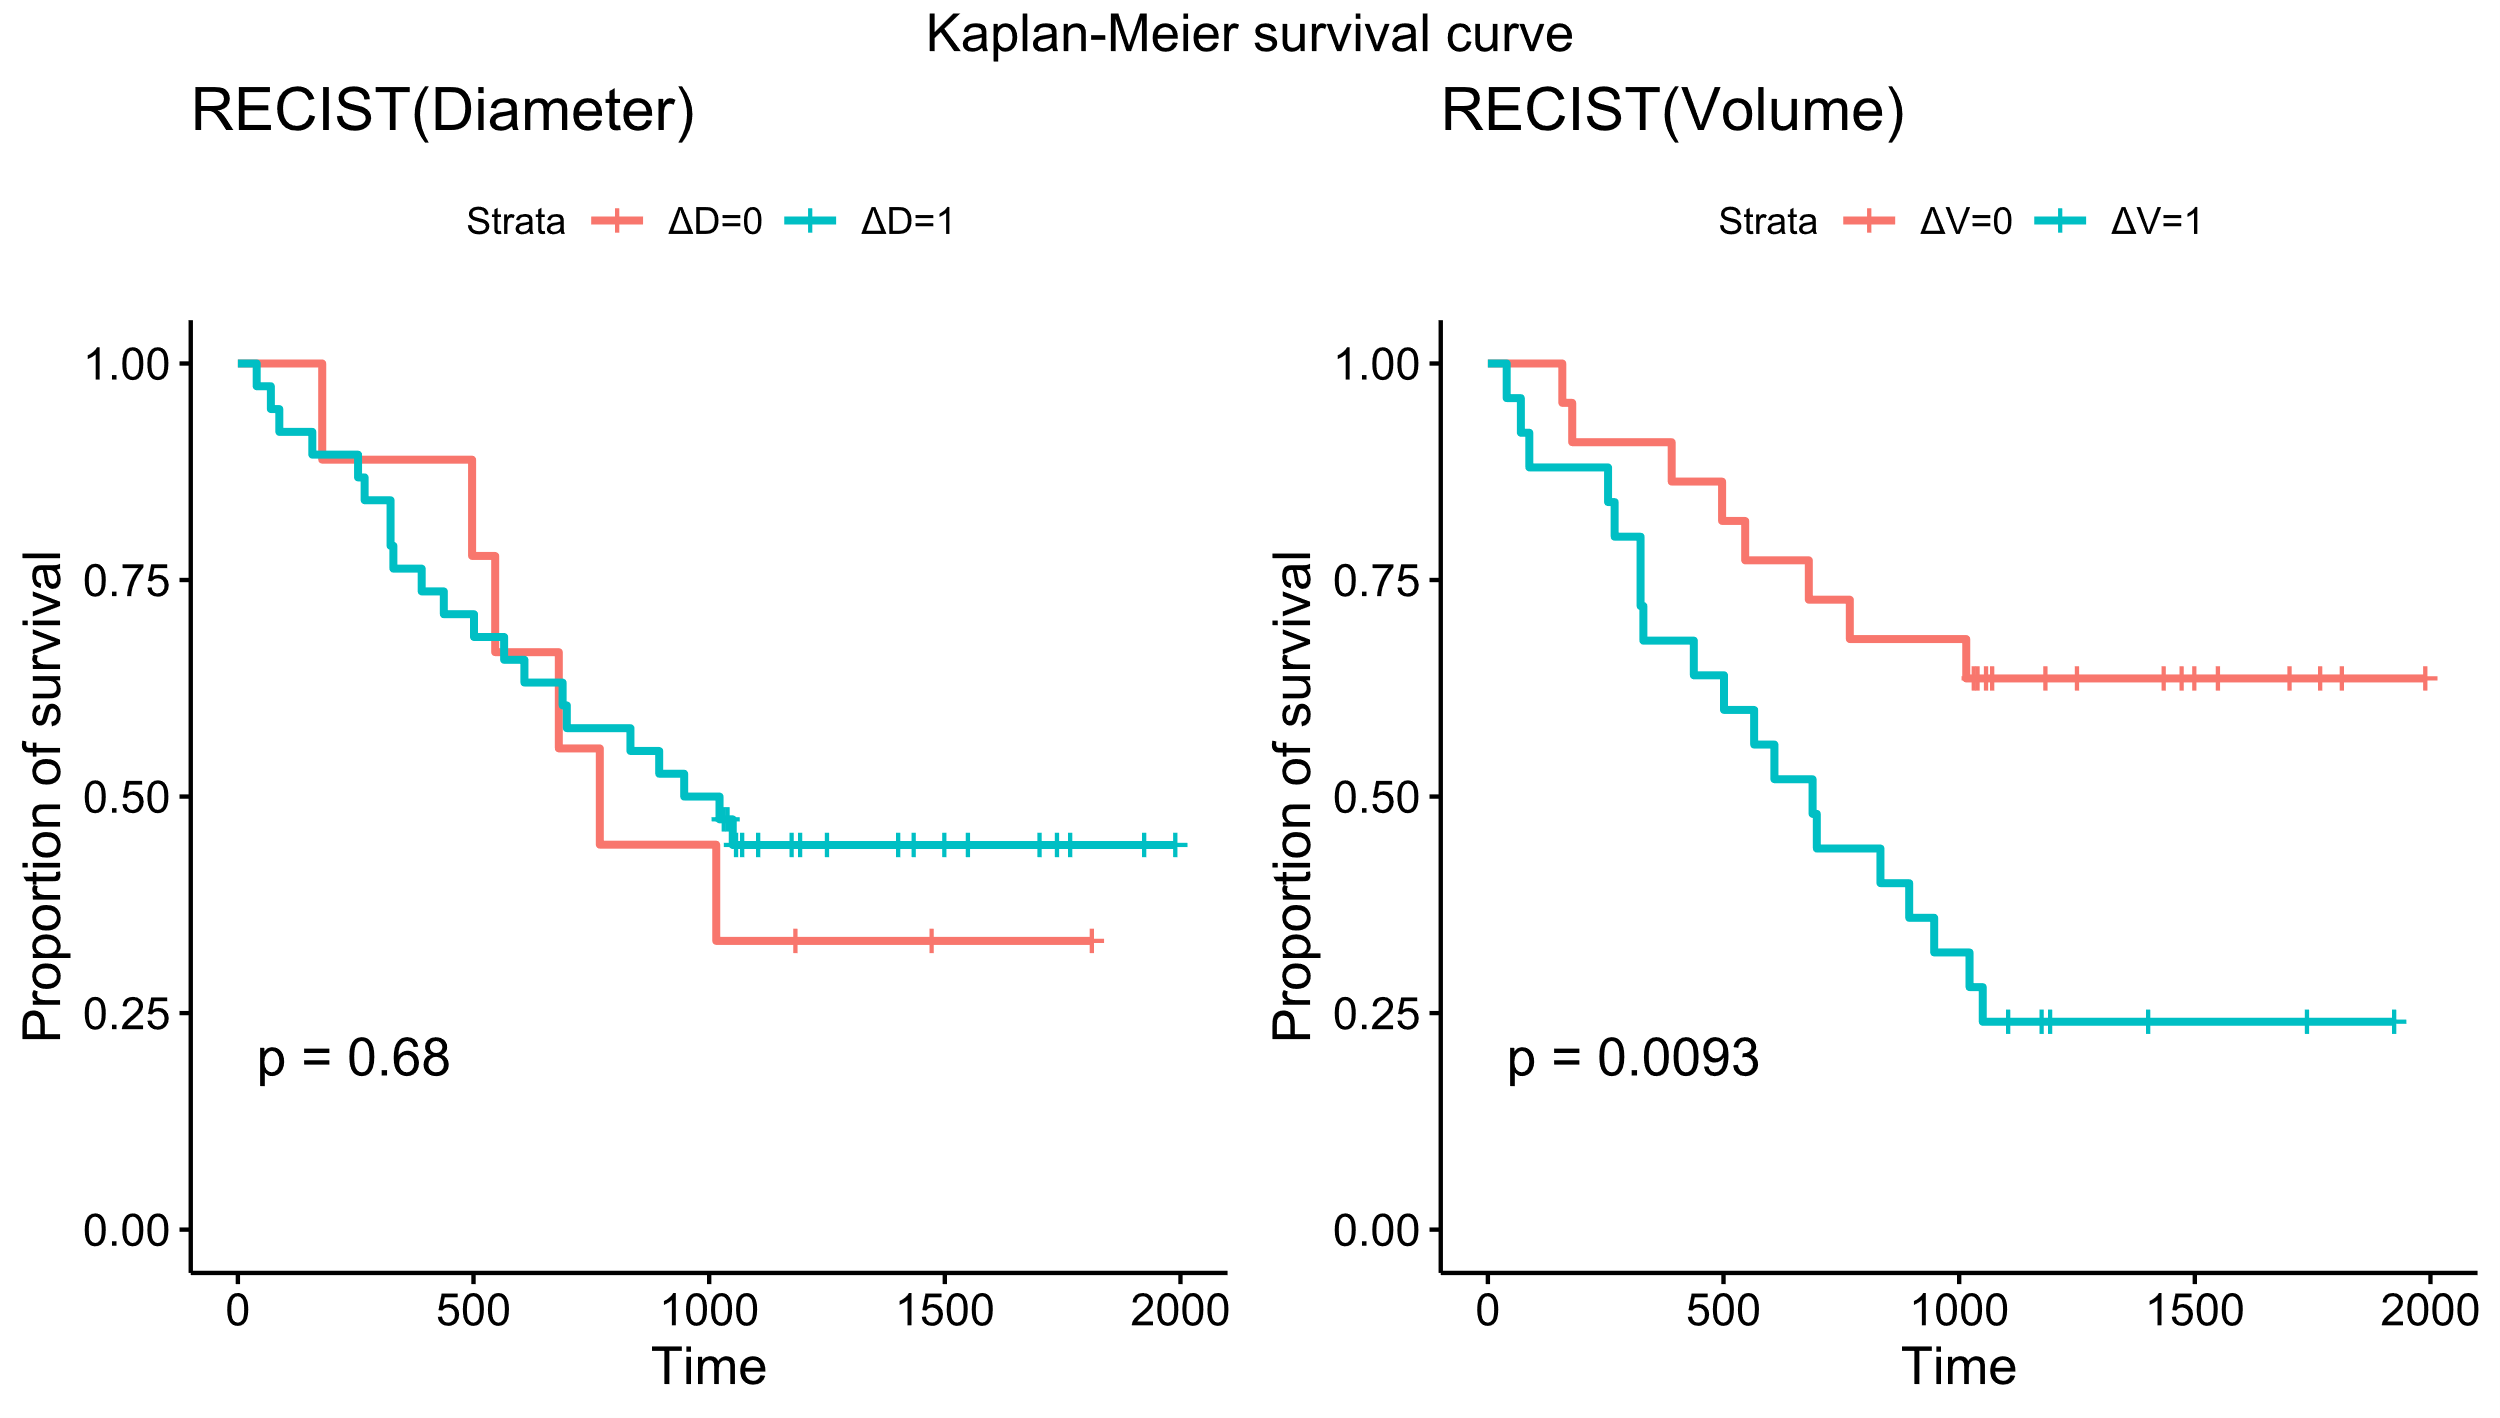 Kaplan-Meier survival curve
RECIST(Diameter)
Strata ΔD=0 ΔD=1
Proportion of survival
1.00
0.75
0.50
0.25
0.00
p = 0.68
0 500 1000 1500 2000
Time
RECIST(Volume)
Strata ΔV=0 ΔV=1
Proportion of survival
1.00
0.75
0.50
0.25
0.00
p = 0.0093
0 500 1000 1500 2000
Time